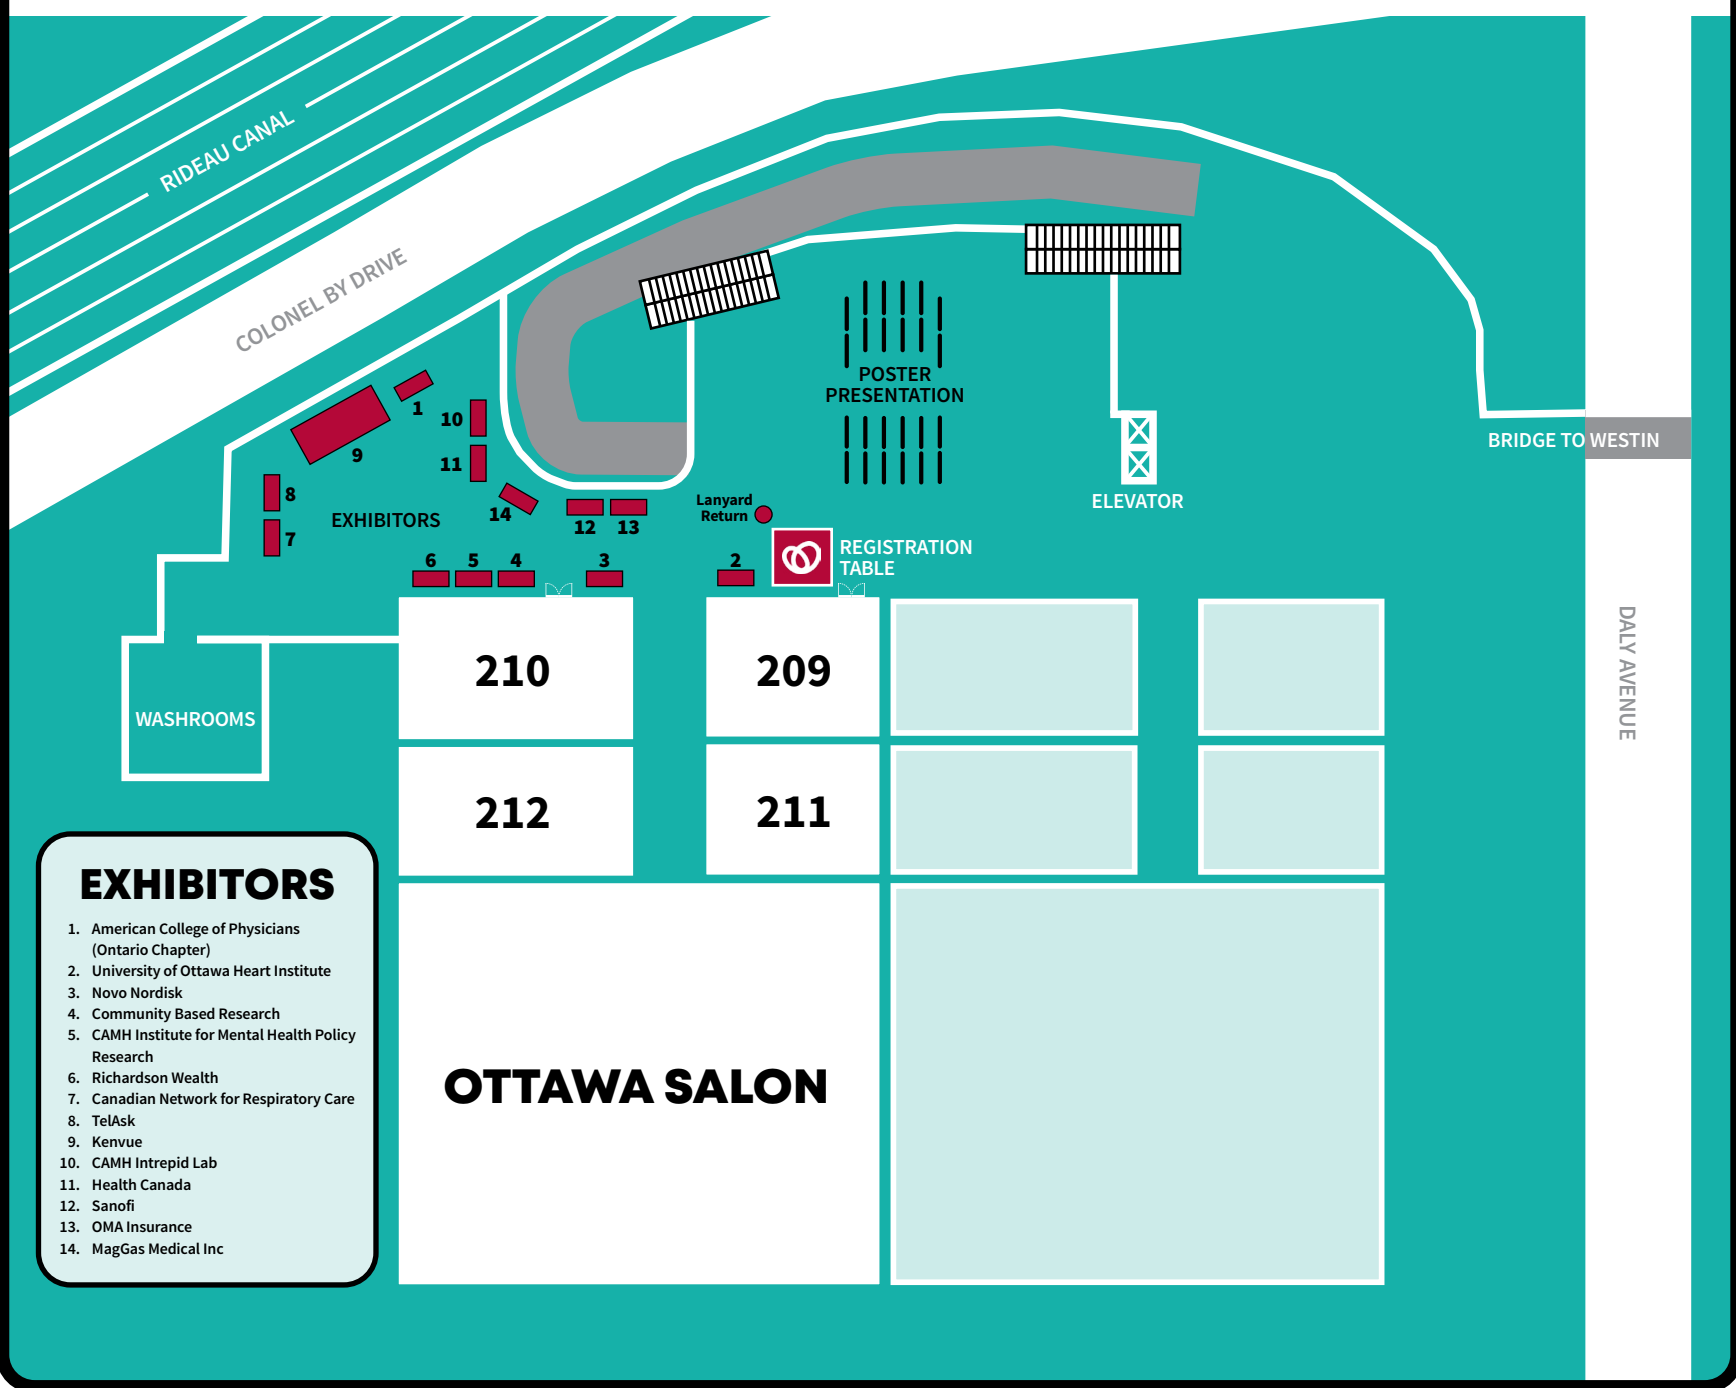 RIDEAU CANAL
COLONEL BY DRIVE
POSTER
PRESENTATION
1
10
9
11
BRIDGE TO WESTIN
8
14
Lanyard
Return
ELEVATOR
EXHIBITORS
12
13
7
REGISTRATION
TABLE
6
5
4
3
2
DALY AVENUE
210
209
WASHROOMS
212
211
OTTAWA SALON
EXHIBITORS
1. American College of Physicians
(Ontario Chapter)
2. University of Ottawa Heart Institute
3. Novo Nordisk
4. Community Based Research
5. CAMH Institute for Mental Health Policy
Research
6. Richardson Wealth
7. Canadian Network for Respiratory Care
8. TelAsk
9. Kenvue
10. CAMH Intrepid Lab
11. Health Canada
12. Sanofi
13. OMA Insurance
14. MagGas Medical Inc